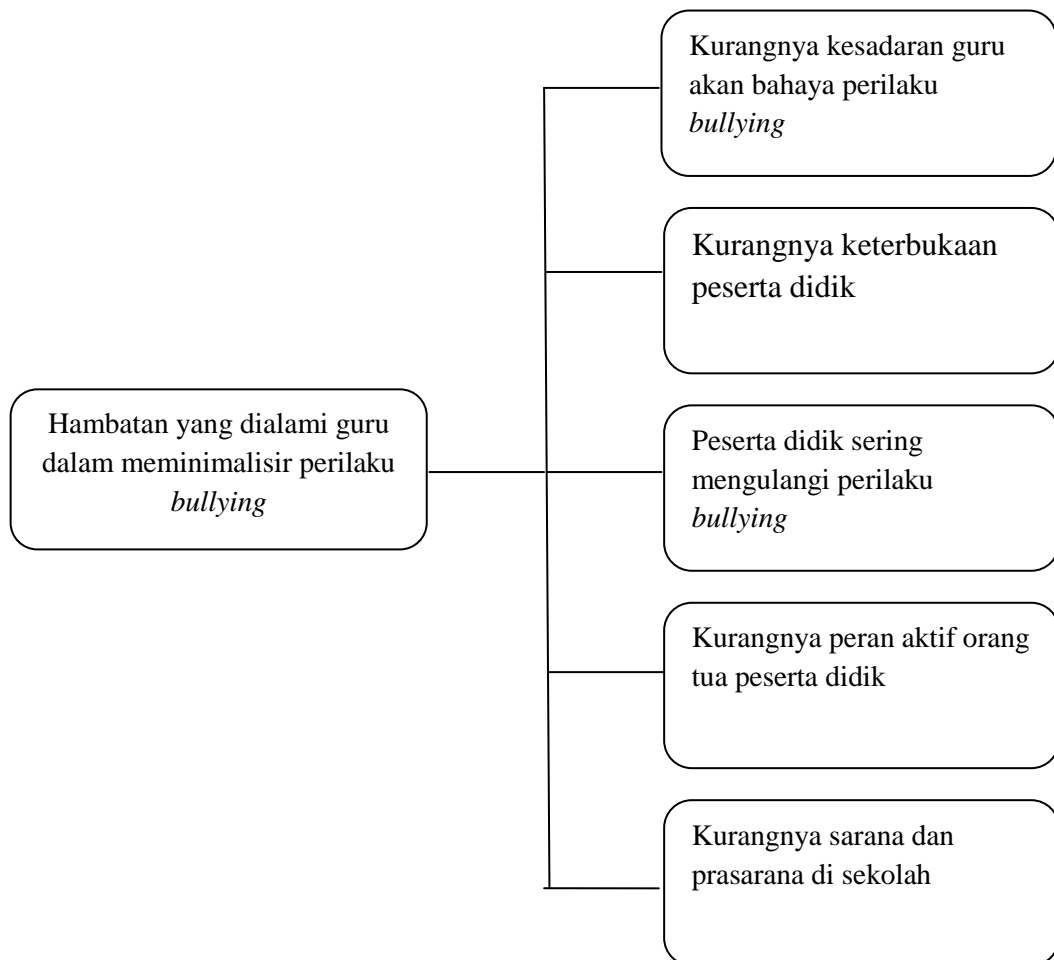 Kurangnya kesadaran guru
akan bahaya perilaku
bullying
Kurangnya keterbukaan
peserta didik
Hambatan yang dialami guru
dalam meminimalisir perilaku
bullying
Peserta didik sering
mengulangi perilaku
bullying
Kurangnya peran aktif orang
tua peserta didik
Kurangnya sarana dan
prasarana di sekolah